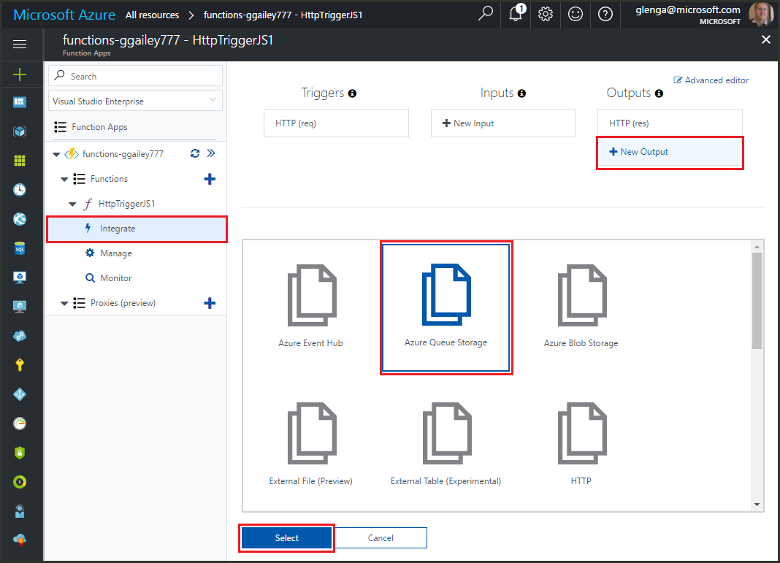 Microsoft Azure All resources > functions-ggailey777 - HttpTriggerJS1
1
glenga@microsoft.com
MICROSOFT
functions-ggailey777 - HttpTriggerJS1
Function Apps
Search
Visual Studio Enterprise
Function Apps
functions-ggailey777
Functions
HttpTriggerJS1
Integrate
Manage
Monitor
Proxies (preview)
Advanced editor
Triggers
Inputs
Outputs
HTTP (req)
New Input
HTTP (res)
New Output
Azure Event Hub
Azure Queue Storage
Azure Blob Storage
External File (Preview)
External Table (Experimental)
HTTP
Select
Cancel